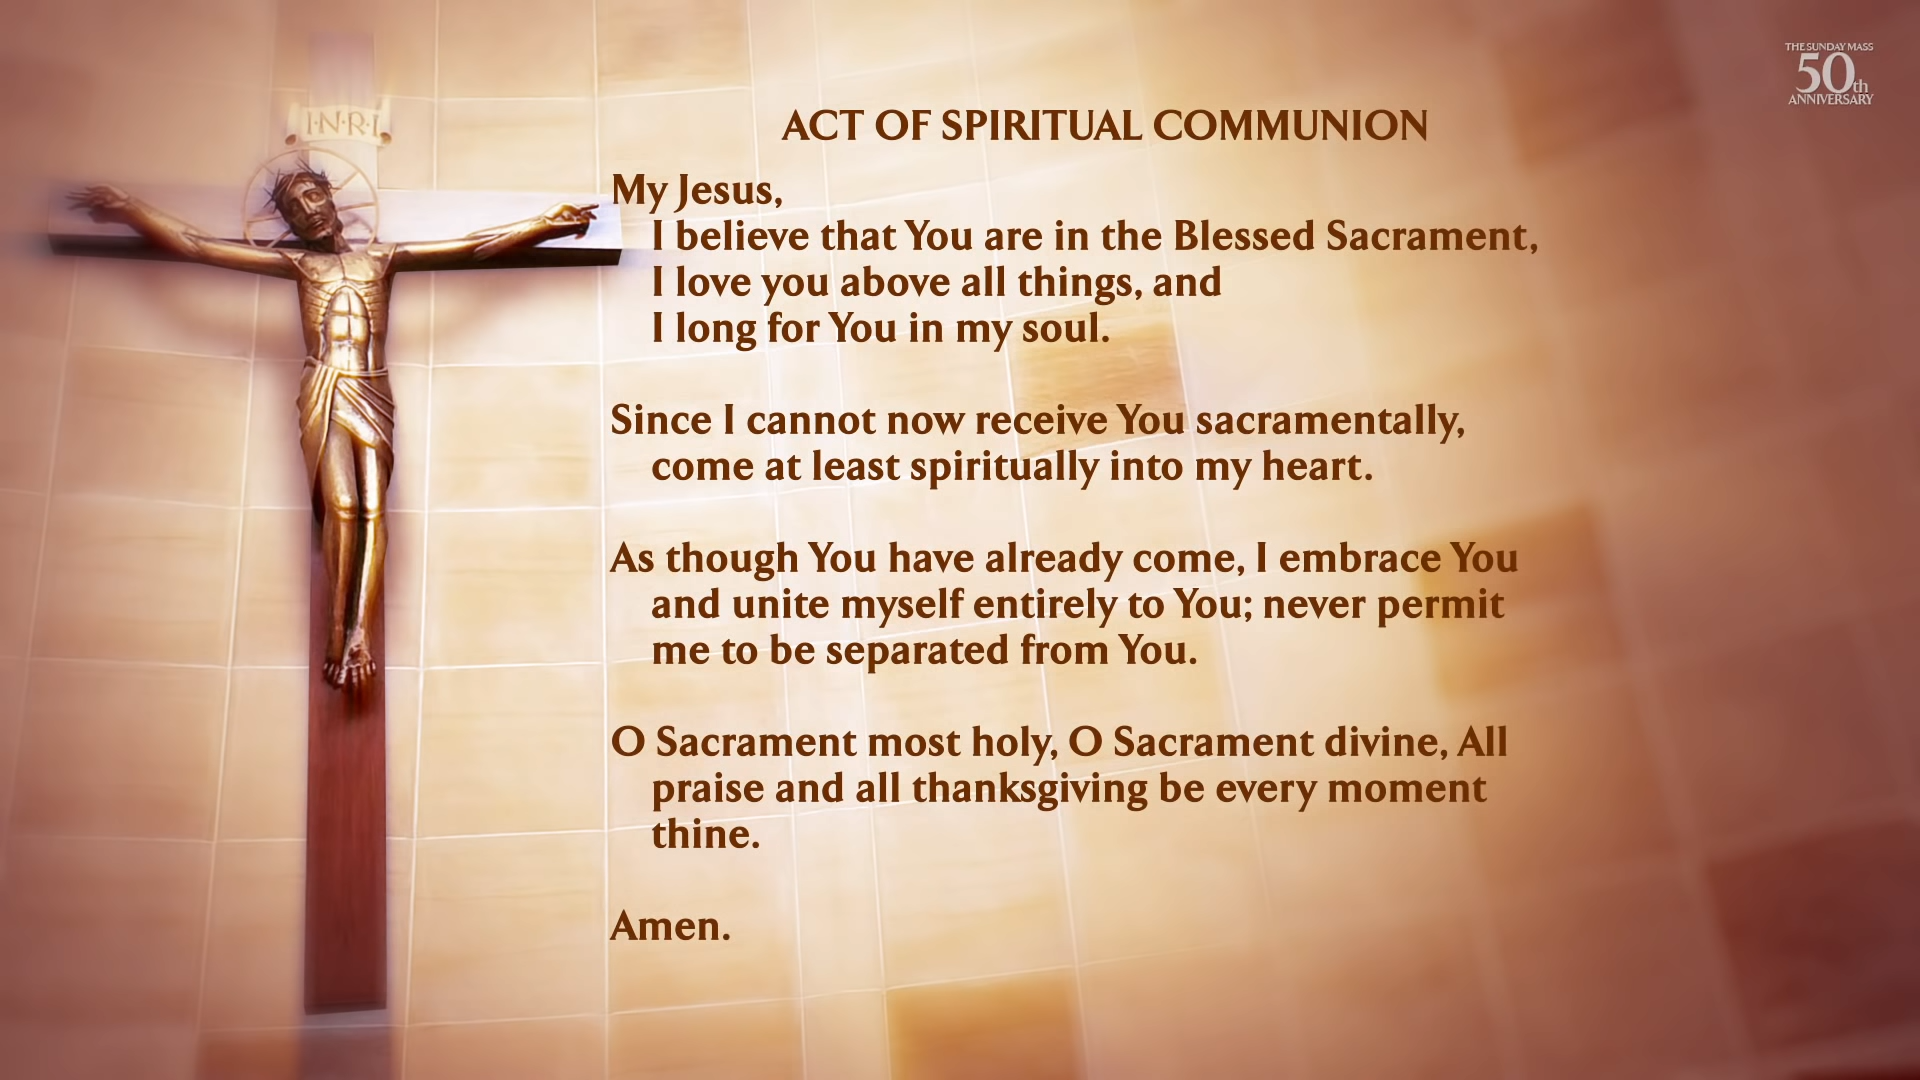 THE SUNDAY MASS
50th
ANNIVERSARY
I·N·R·I
ACT OF SPIRITUAL COMMUNION
My Jesus,
I believe that You are in the Blessed Sacrament,
I love you above all things, and
I long for You in my soul.
Since I cannot now receive You sacramentally,
come at least spiritually into my heart.
As though You have already come, I embrace You
and unite myself entirely to You; never permit
me to be separated from You.
O Sacrament most holy, O Sacrament divine, All
praise and all thanksgiving be every moment
thine.
Amen.